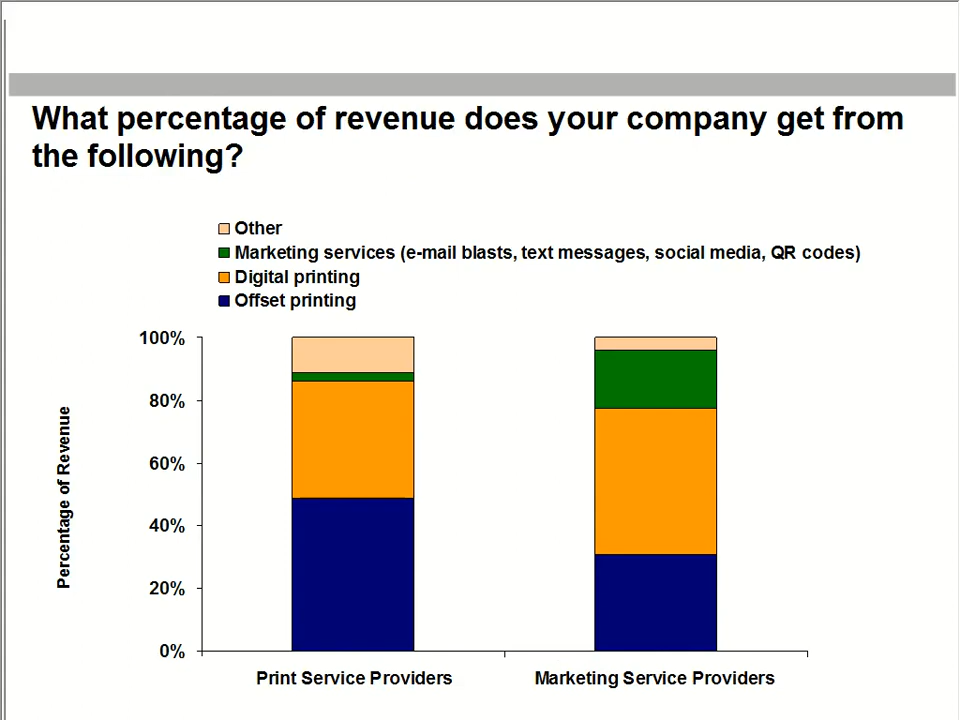 What percentage of revenue does your company get from
the following?
Other
Marketing services (e-mail blasts, text messages, social media, QR codes)
Digital printing
Offset printing
100%
80%
60%
40%
20%
0%
Percentage of Revenue
Print Service Providers
Marketing Service Providers